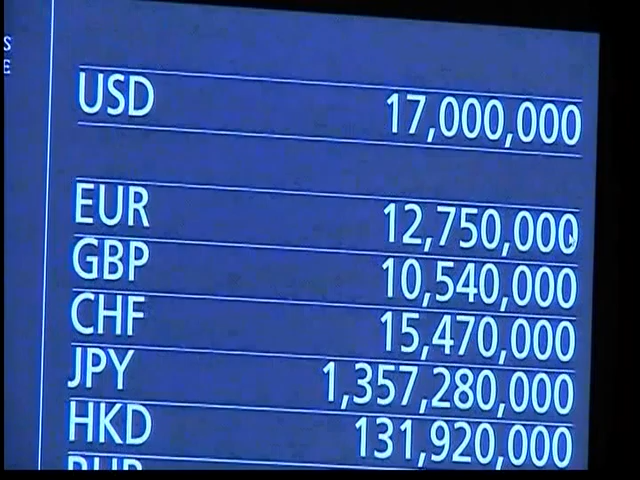 USD 17,000,000
EUR 12,750,000
GBP 10,540,000
CHF 15,470,000
JPY 1,357,280,000
HKD 131,920,000